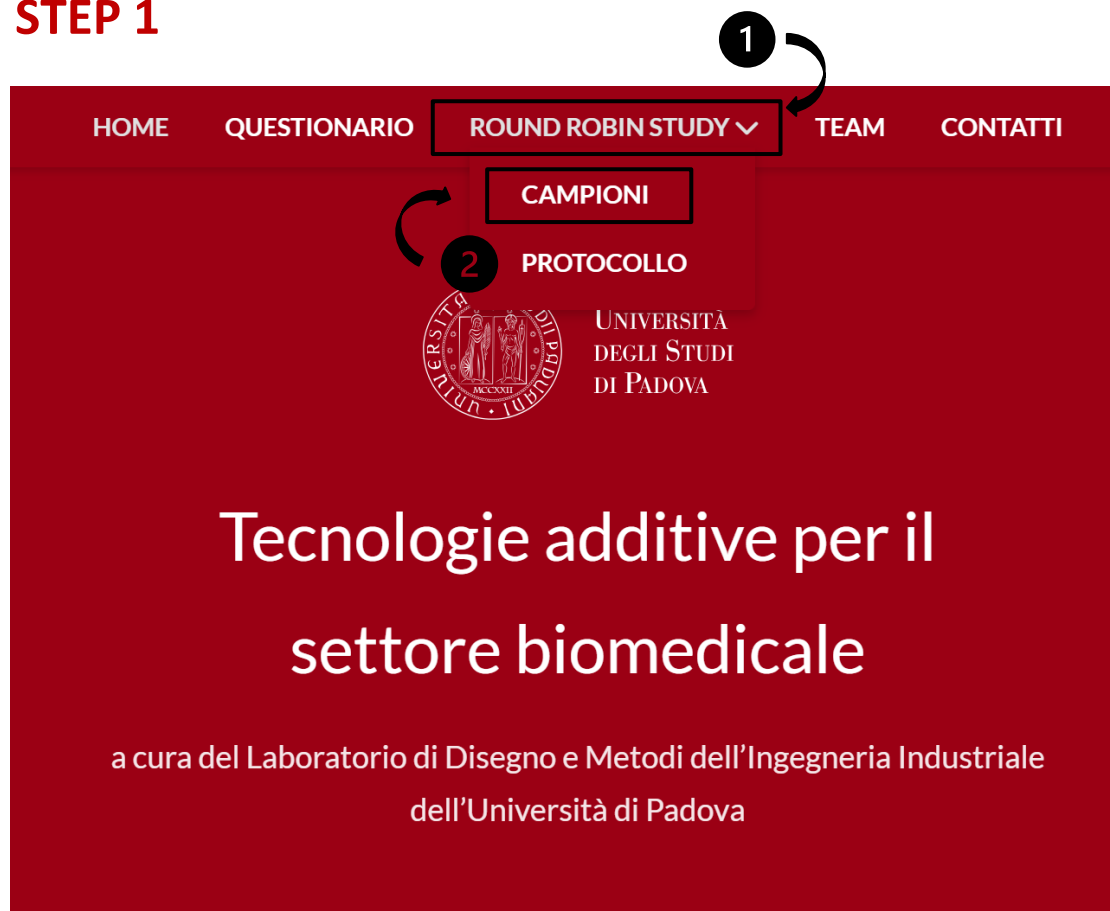 STEP 1
1
HOME QUESTIONARIO ROUND ROBIN STUDY TEAM CONTATTI
CAMPIONI
2
PROTOCOLLO
UNIVERSITÀ
DEGLI STUDI
DI PADOVA
MCCXXII
Tecnologie additive per il
settore biomedicale
a cura del Laboratorio di Disegno e Metodi dell’Ingegneria Industriale
dell’Università di Padova